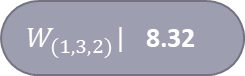 W(1,3,2) | 8.32